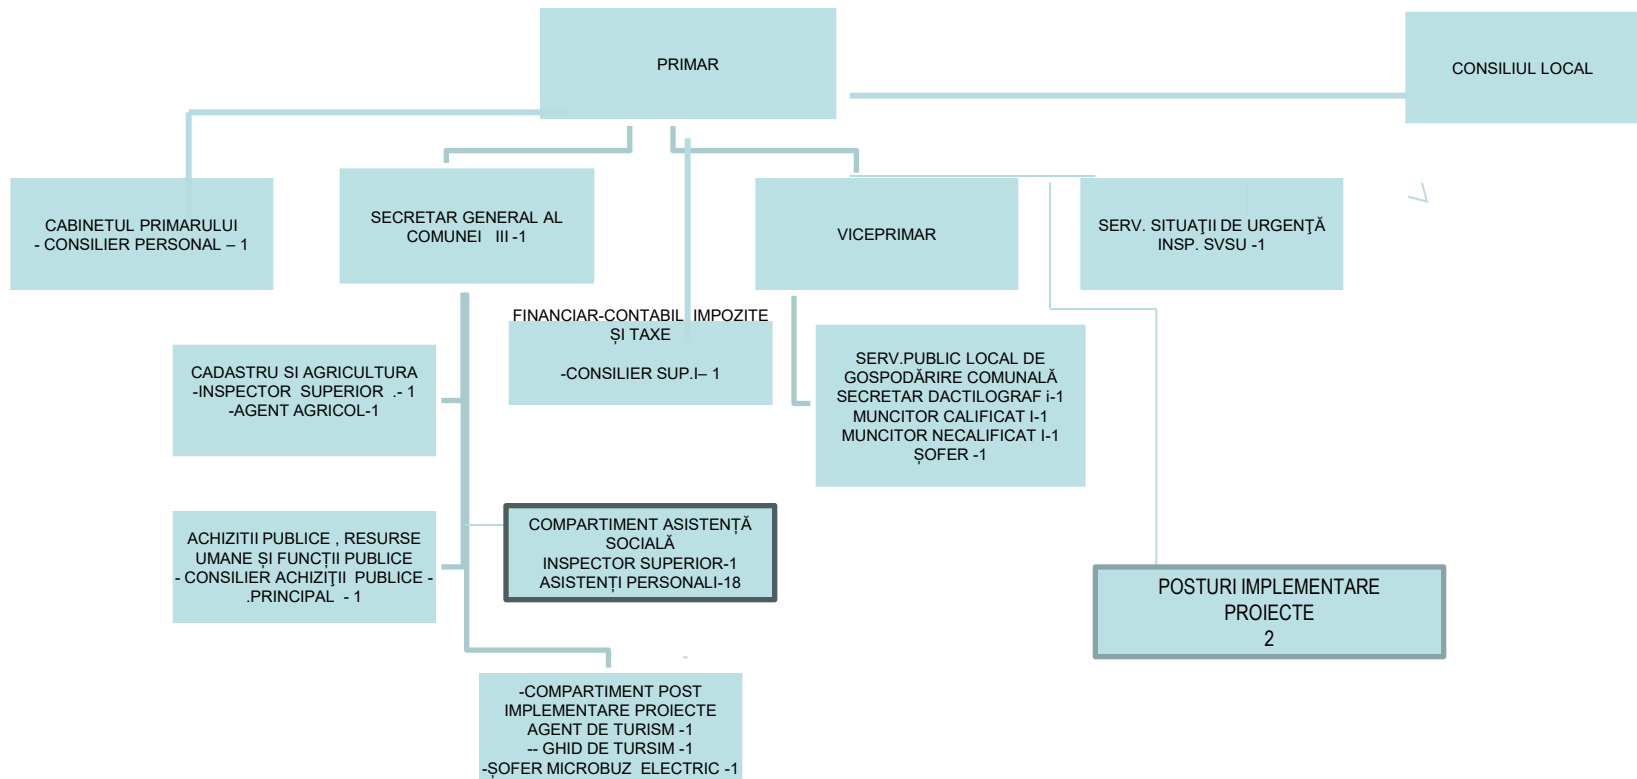 PRIMAR
CONSILIUL LOCAL
CABINETUL PRIMARULUI
- CONSILIER PERSONAL – 1
SECRETAR GENERAL AL
COMUNEI III -1
VICEPRIMAR
SERV. SITUAŢII DE URGENŢĂ
INSP. SVSU -1
FINANCIAR-CONTABIL IMPOZITE
ȘI TAXE
-CONSILIER SUP.I– 1
CADASTRU SI AGRICULTURA
-INSPECTOR SUPERIOR .- 1
-AGENT AGRICOL-1
SERV.PUBLIC LOCAL DE
GOSPODĂRIRE COMUNALĂ
SECRETAR DACTILOGRAF i-1
MUNCITOR CALIFICAT I-1
MUNCITOR NECALIFICAT I-1
ȘOFER -1
ACHIZITII PUBLICE , RESURSE
UMANE ȘI FUNCȚII PUBLICE
- CONSILIER ACHIZIŢII PUBLICE -
.PRINCIPAL - 1
COMPARTIMENT ASISTENȚĂ
SOCIALĂ
INSPECTOR SUPERIOR-1
ASISTENȚI PERSONALI-18
POSTURI IMPLEMENTARE
PROIECTE
2
-COMPARTIMENT POST
IMPLEMENTARE PROIECTE
AGENT DE TURISM -1
-- GHID DE TURSIM -1
-ȘOFER MICROBUZ ELECTRIC -1